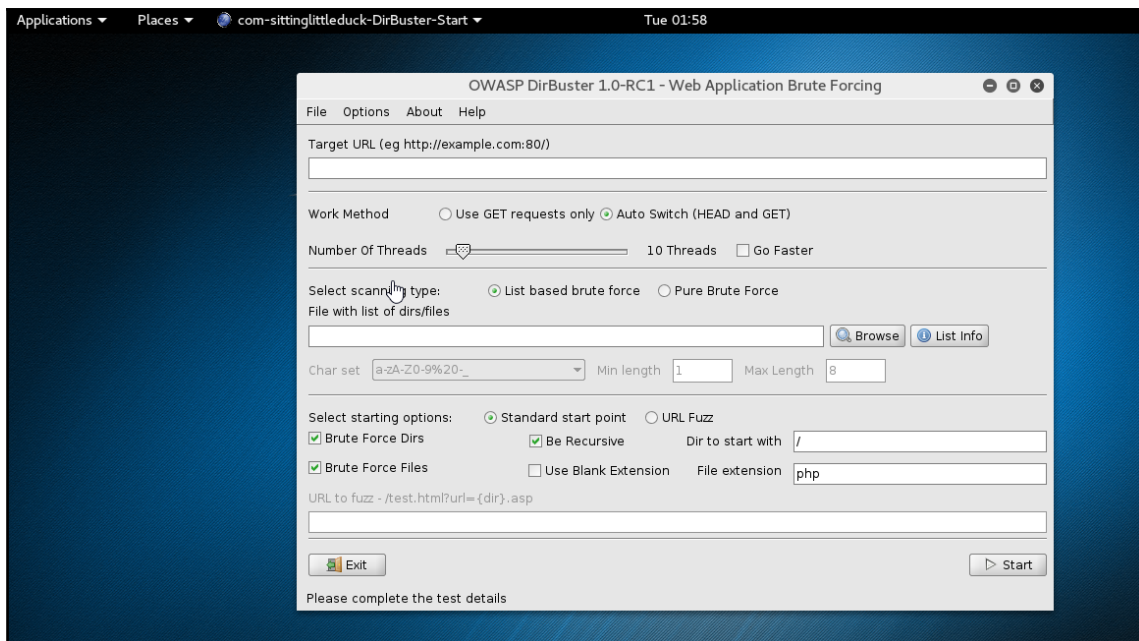 Applications Places com-sittinglittleduck-DirBuster-Start Tue 01:58
OWASP DirBuster 1.0-RC1 - Web Application Brute Forcing
File Options About Help
Target URL (eg http://example.com:80/)
Work Method Use GET requests only Auto Switch (HEAD and GET)
Number Of Threads 10 Threads Go Faster
Select scanning type: List based brute force Pure Brute Force
File with list of dirs/files
Browse List Info
Char set a-zA-Z0-9%20-_ Min length 1 Max Length 8
Select starting options: Standard start point URL Fuzz
Brute Force Dirs Be Recursive Dir to start with /
Brute Force Files Use Blank Extension File extension php
URL to fuzz - /test.html?url={dir}.asp
Exit Start
Please complete the test details